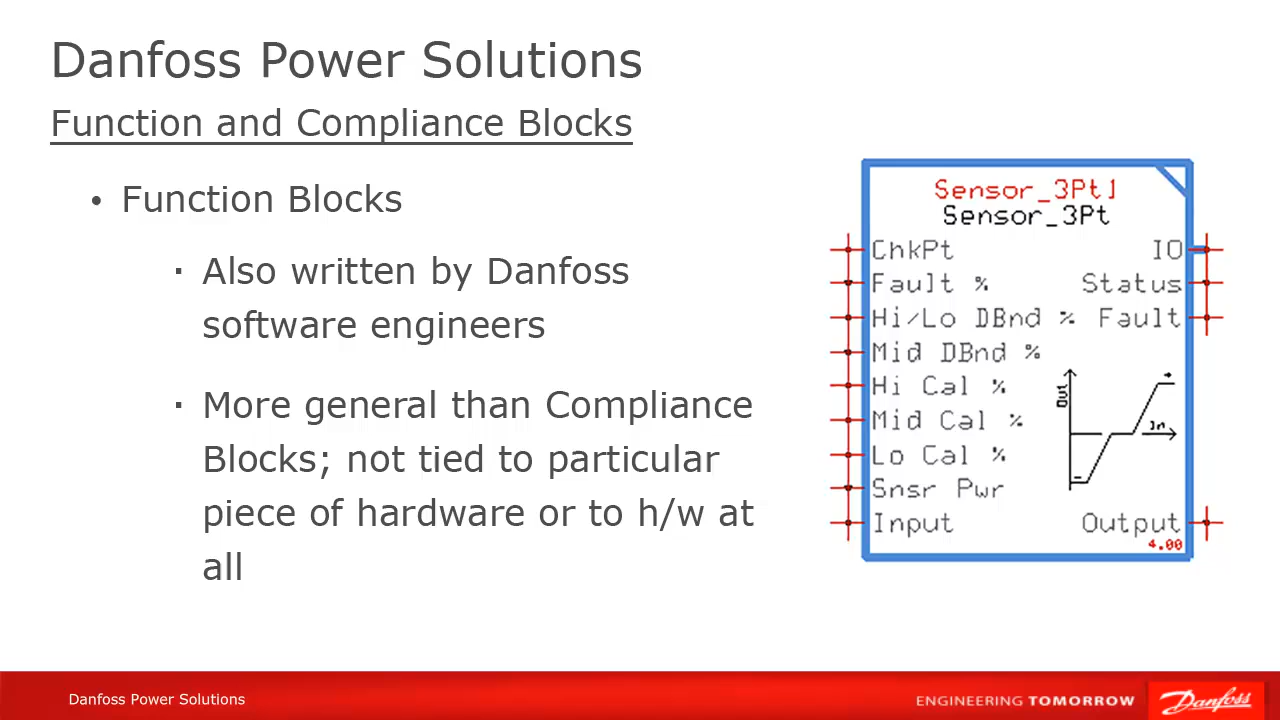 Danfoss Power Solutions
Function and Compliance Blocks
• Function Blocks
▪ Also written by Danfoss
software engineers
▪ More general than Compliance
Blocks; not tied to particular
piece of hardware or to h/w at
all
Sensor_3Pt1
Sensor_3Pt
ChkPt IO
Fault % Status
Hi/Lo DBnd % Fault
Mid DBnd %
Hi Cal %
Mid Cal %
Lo Cal %
Snsr Pwr
Input Output
4.00
Out
In
+
-
Danfoss Power Solutions
ENGINEERING TOMORROW
Danfoss